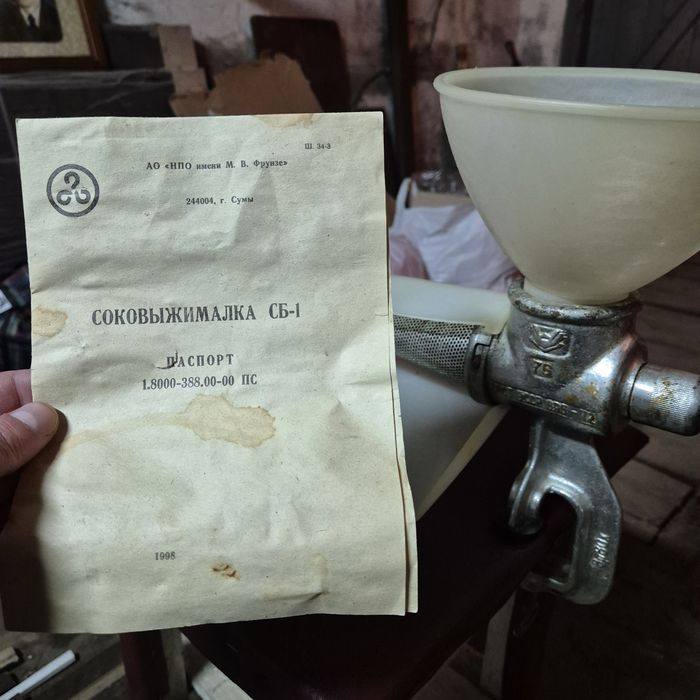 Ш. 34-3
АО «НПО имени М. В. Фрунзе»
244004, г. Сумы
СОКОВЫЖИМАЛКА СБ-1
ПАСПОРТ
1.8000-388.00-00 ПС
1998
76